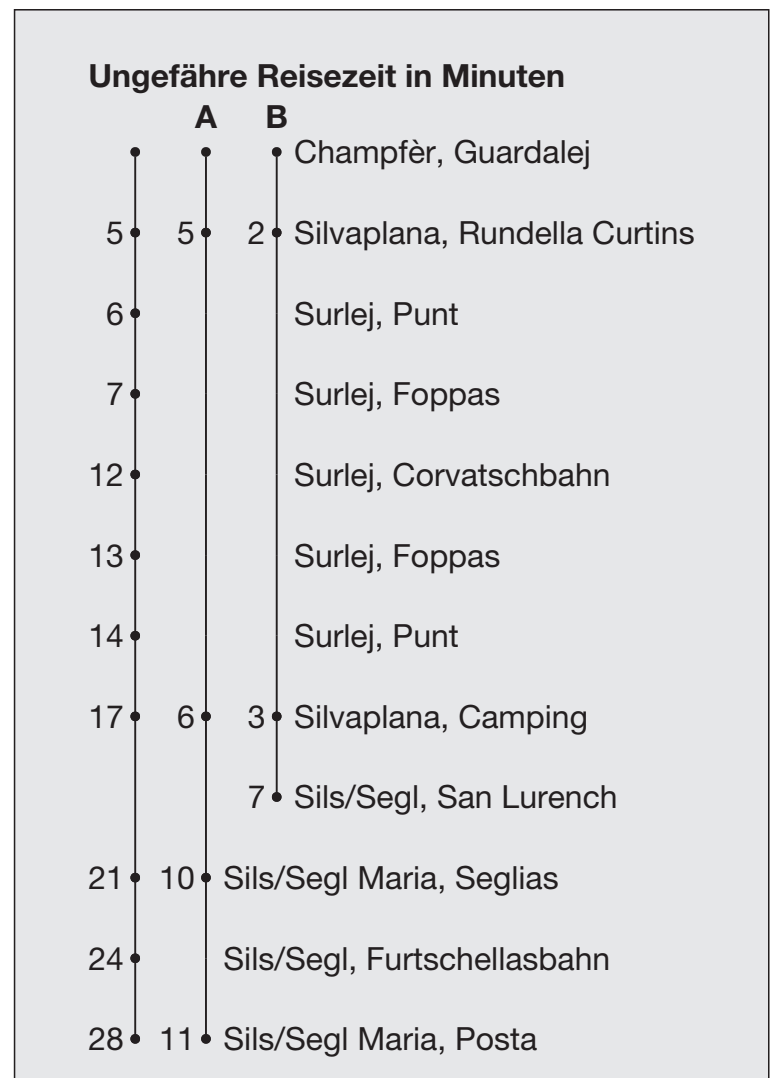 Ungefähre Reisezeit in Minuten
A B
Champfèr, Guardalej
5 5 2 Silvaplana, Rundella Curtins
6 Surlej, Punt
7 Surlej, Foppas
12 Surlej, Corvatschbahn
13 Surlej, Foppas
14 Surlej, Punt
17 6 3 Silvaplana, Camping
7 Sils/Segl, San Lurench
21 10 Sils/Segl Maria, Seglias
24 Sils/Segl, Furtschellasbahn
28 11 Sils/Segl Maria, Posta